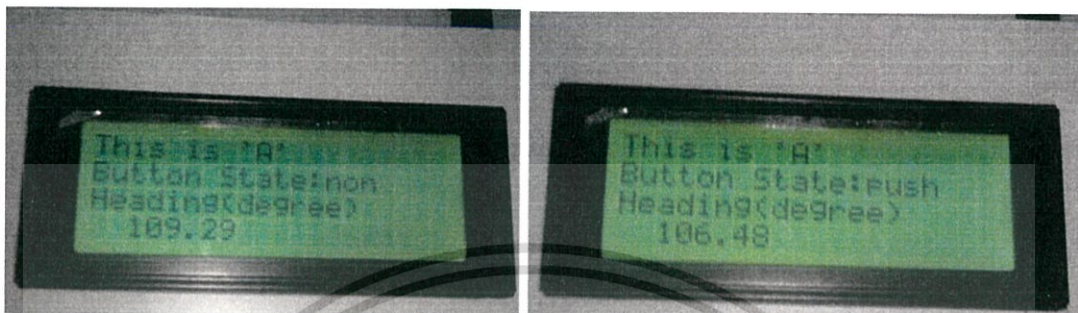 This is 'A'
Button State:non
Heading(degree)
109.29
This is 'A'
Button State:push
Heading(degree)
106.48